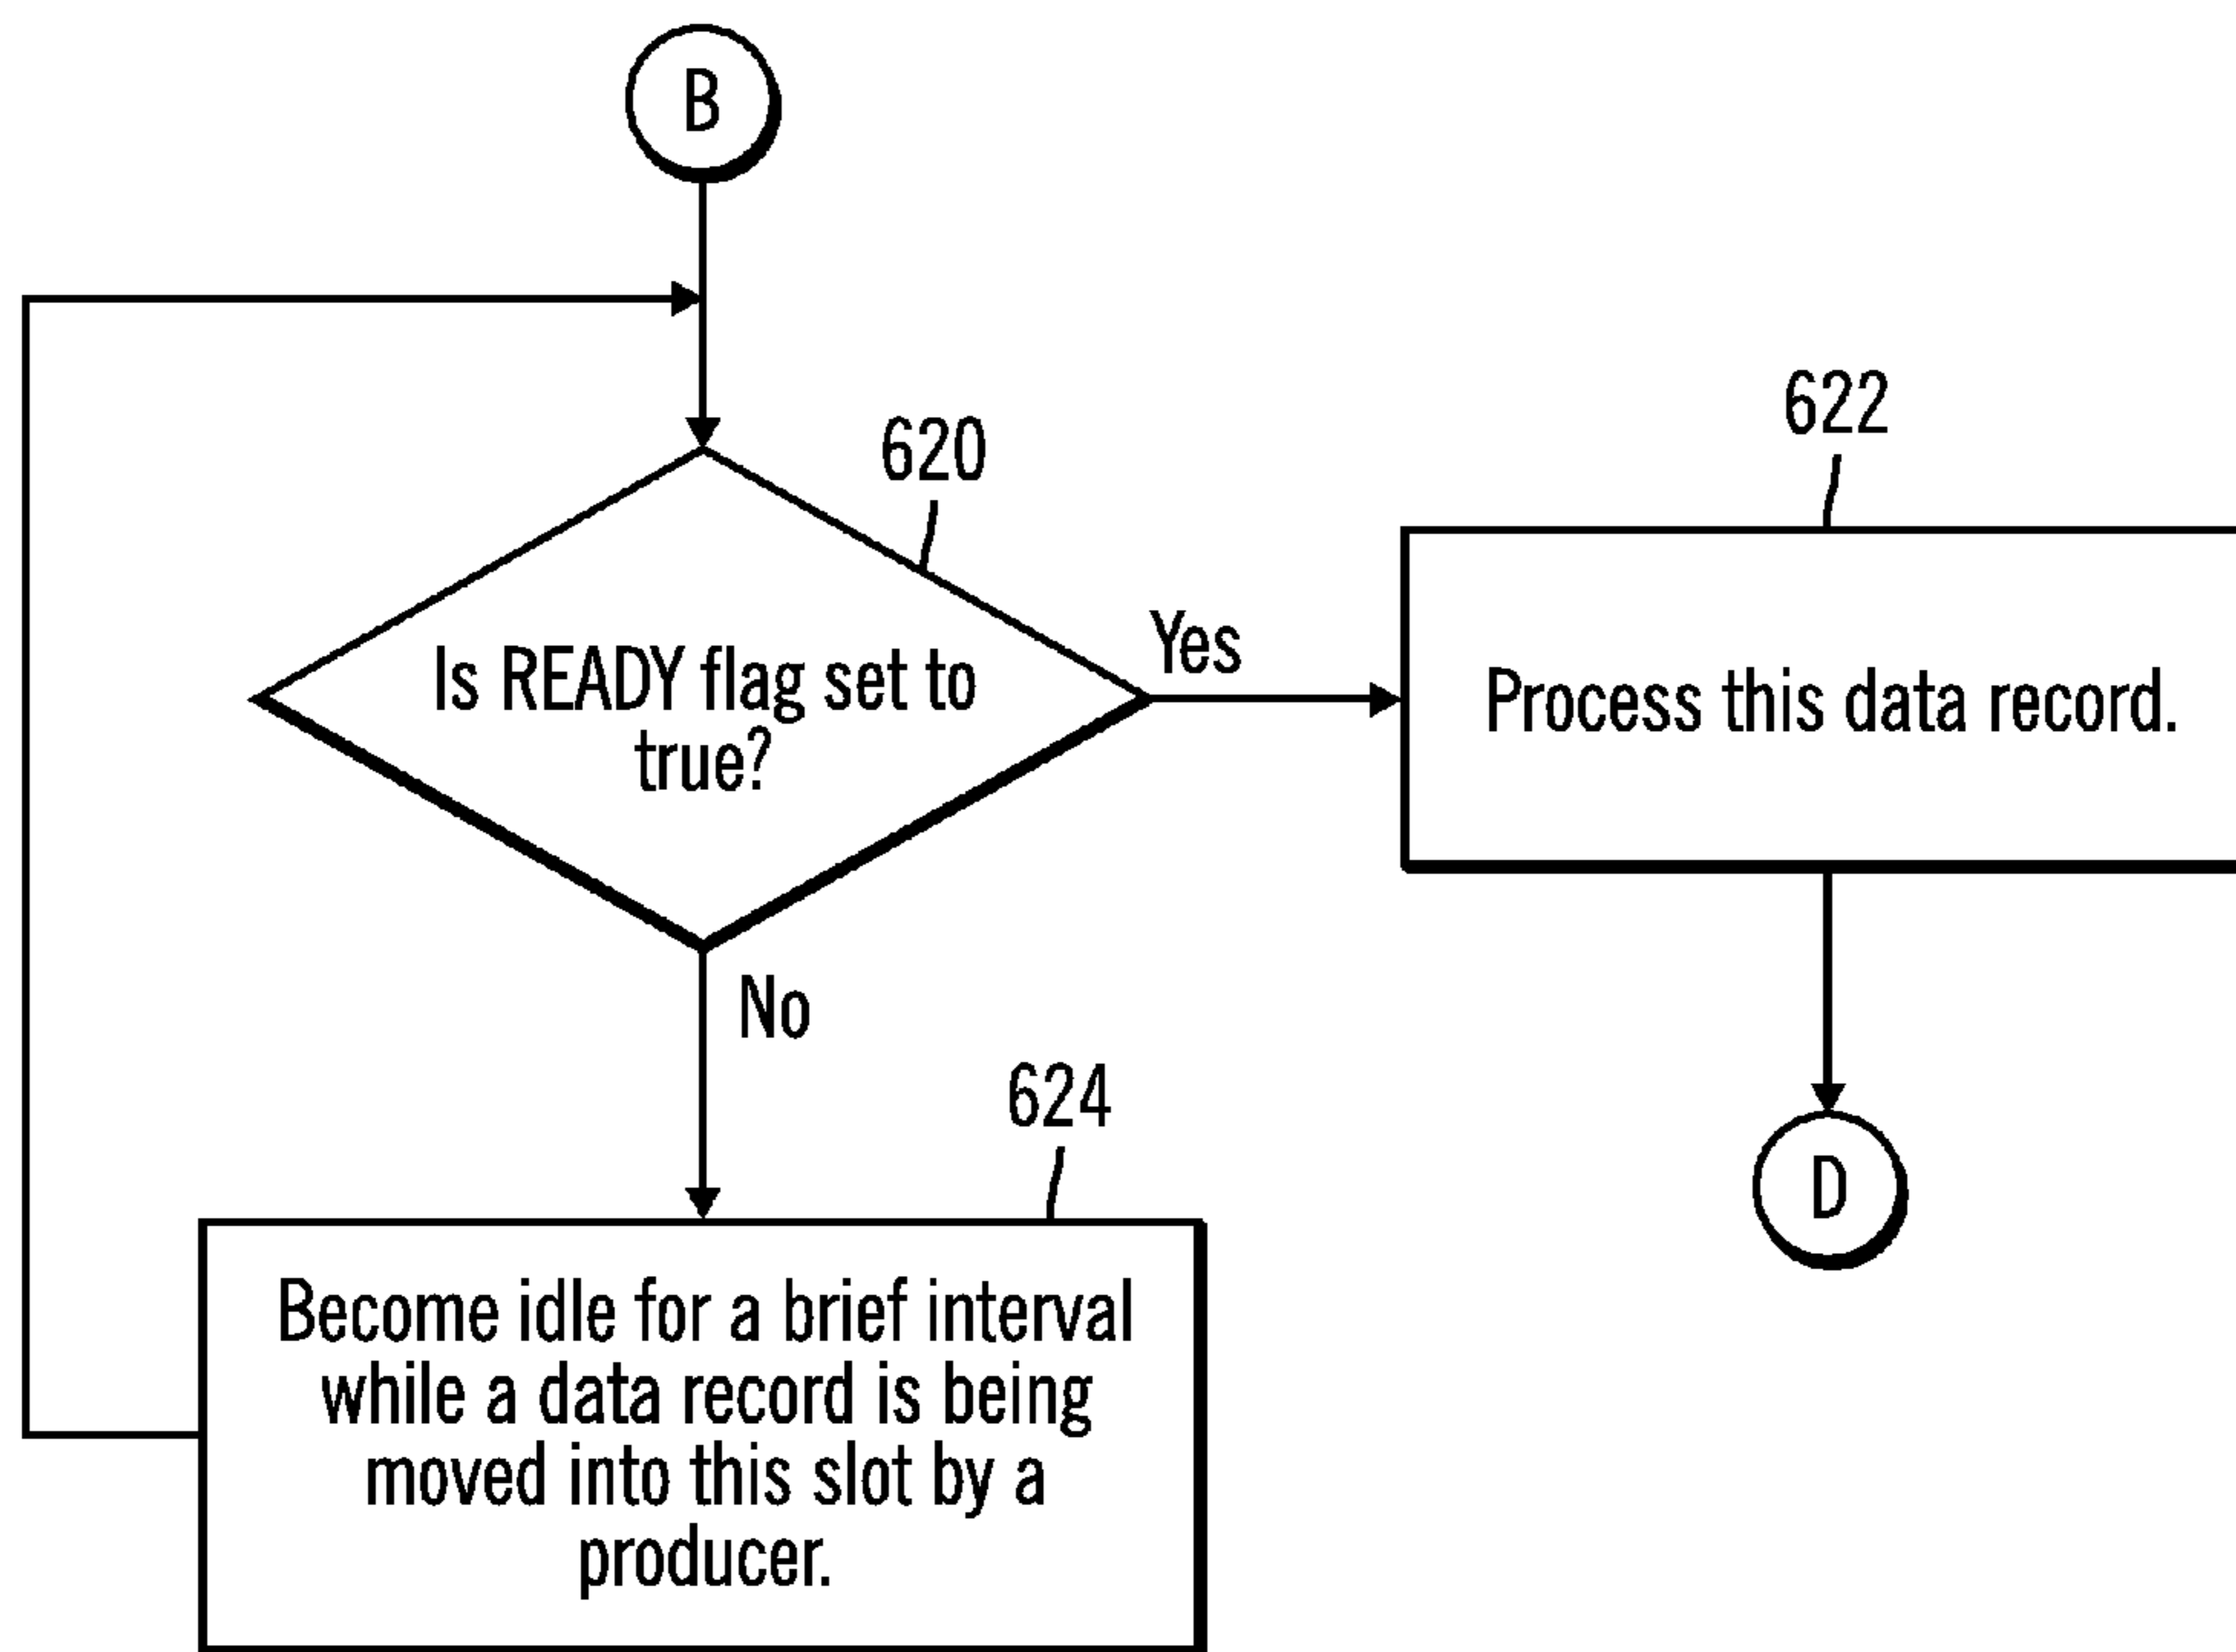 B
620
622
Is READY flag set to
true?
Yes
Process this data record.
No
624
D
Become idle for a brief interval
while a data record is being
moved into this slot by a
producer.